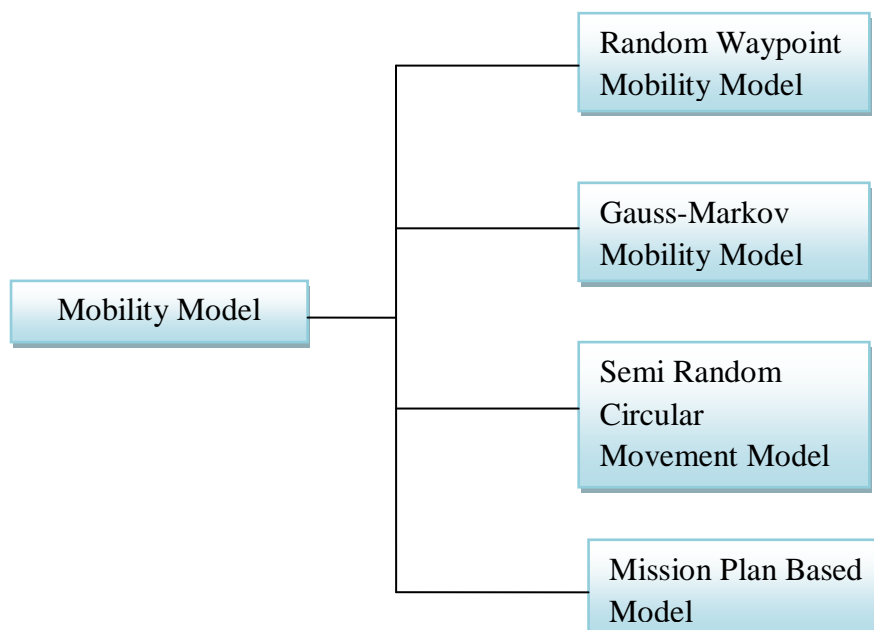 Random Waypoint
Mobility Model
Gauss-Markov
Mobility Model
Mobility Model
Semi Random
Circular
Movement Model
Mission Plan Based
Model